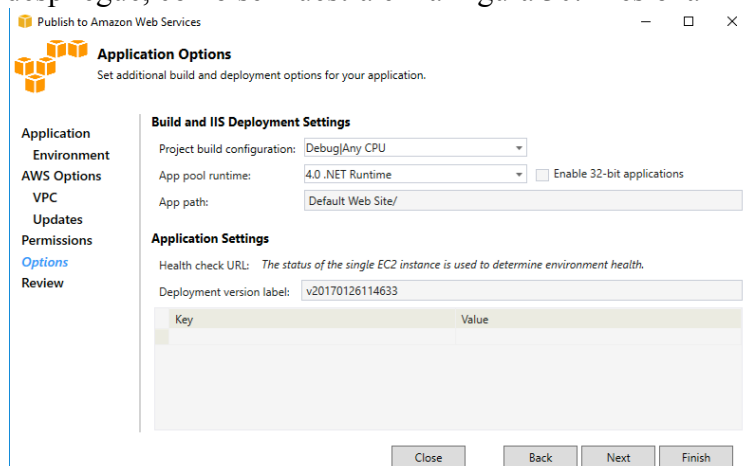 Publish to Amazon Web Services
Application Options
Set additional build and deployment options for your application.
Application
Environment
AWS Options
VPC
Updates
Permissions
Options
Review
Build and IIS Deployment Settings
Project build configuration: Debug|Any CPU
App pool runtime: 4.0 .NET Runtime Enable 32-bit applications
App path: Default Web Site/
Application Settings
Health check URL: The status of the single EC2 instance is used to determine environment health.
Deployment version label: v20170126114633
Key Value
Close Back Next Finish